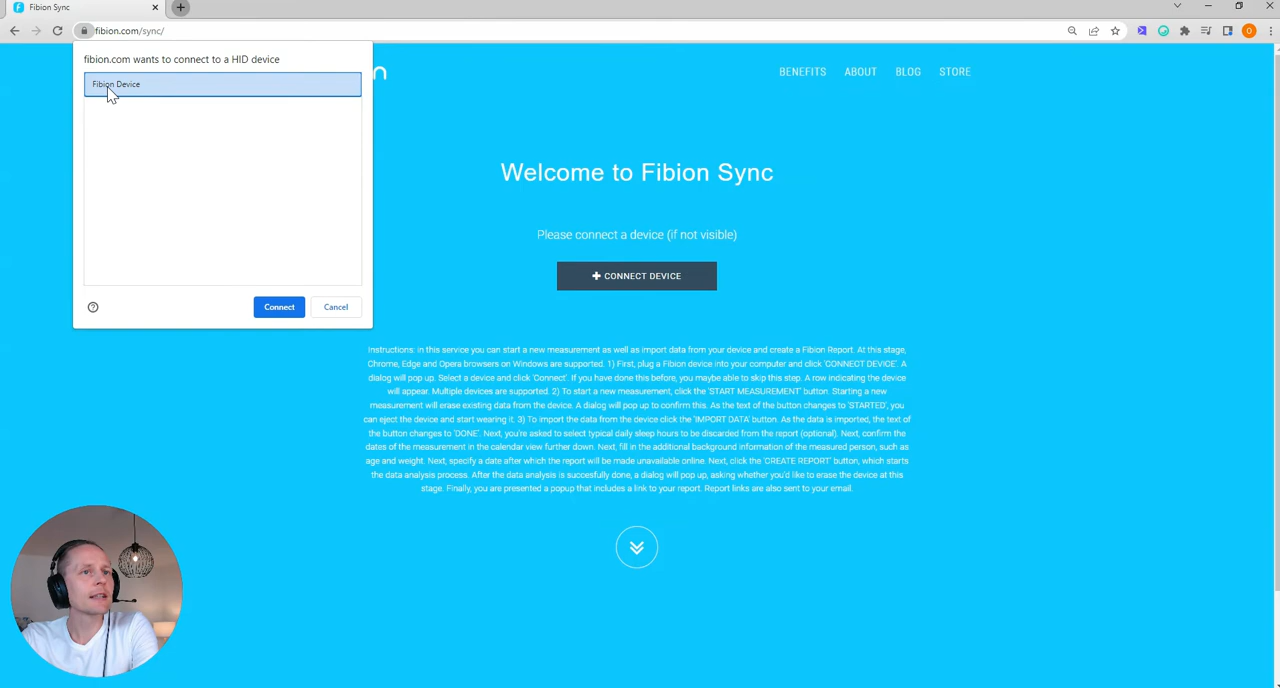 Fibion Sync
fibion.com/sync/
fibion.com wants to connect to a HID device
Fibion Device
Connect
Cancel
n
BENEFITS
ABOUT
BLOG
STORE
Welcome to Fibion Sync
Please connect a device (if not visible)
CONNECT DEVICE
Instructions: in this service you can start a new measurement as well as import data from your device and create a Fibion Report. At this stage,
Chrome, Edge and Opera browsers on Windows are supported. 1) First, plug a Fibion device into your computer and click 'CONNECT DEVICE'. A
dialog will pop up. Select a device and click 'Connect'. If you have done this before, you maybe able to skip this step. A row indicating the device
will appear. Multiple devices are supported. 2) To start a new measurement, click the 'START MEASUREMENT' button. Starting a new
measurement will erase existing data from the device. A dialog will pop up to confirm this. As the text of the button changes to 'STARTED', you
can eject the device and start wearing it. 3) To import the data from the device click the 'IMPORT DATA' button. As the data is imported, the text of
the button changes to 'DONE'. Next, you're asked to select typical daily sleep hours to be discarded from the report (optional). Next, confirm the
dates of the measurement in the calendar view further down. Next, fill in the additional background information of the measured person, such as
age and weight. Next, specify a date after which the report will be made unavailable online. Next, click the 'CREATE REPORT' button, which starts
the data analysis process. After the data analysis is succesfully done, a dialog will pop up, asking whether you'd like to erase the device at this
stage. Finally, you are presented a popup that includes a link to your report. Report links are also sent to your email.